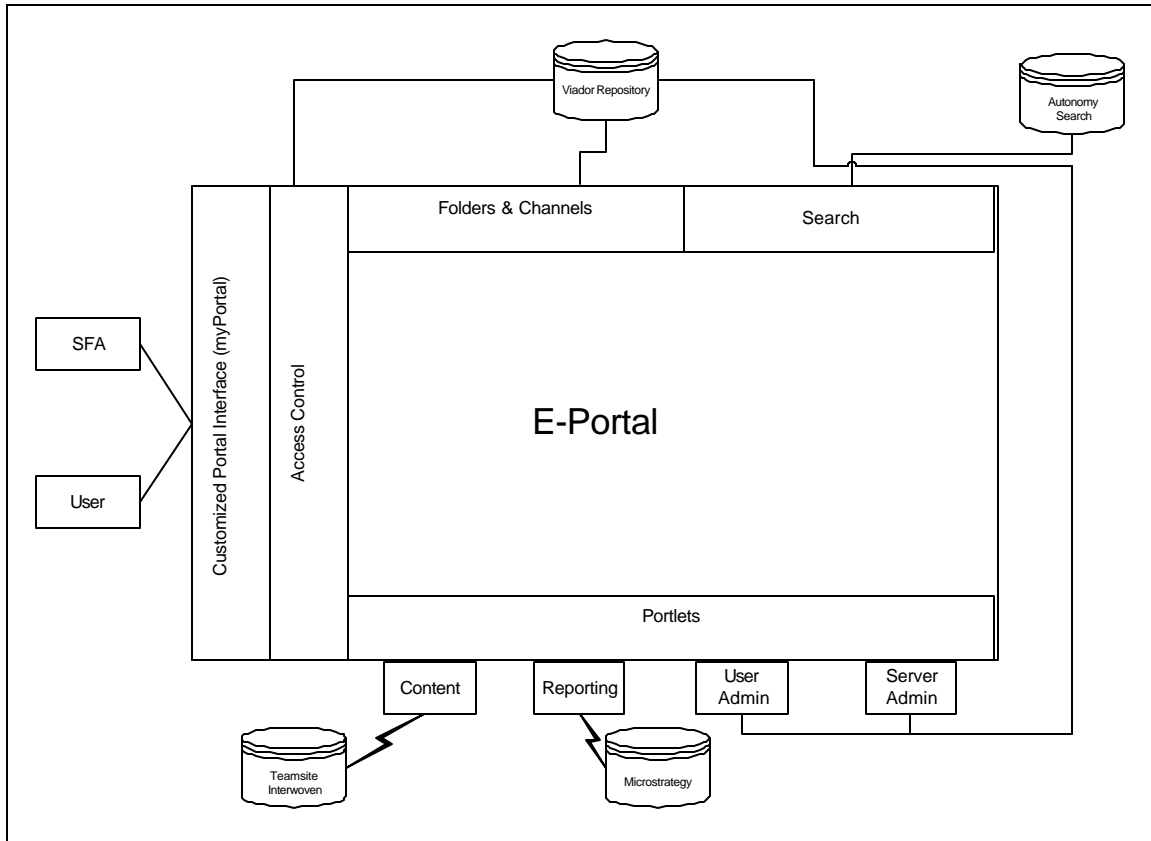 Viador Repository
Autonomy
Search
Folders & Channels
Search
Customized Portal Interface (myPortal)
Access Control
SFA
User
E-Portal
Portlets
Content
Reporting
User
Admin
Server
Admin
Teamsite
Interwoven
Microstrategy